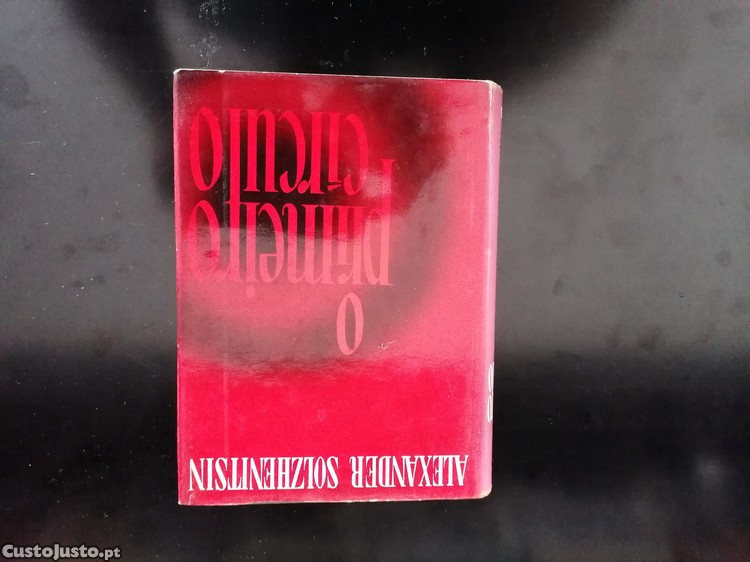 ALEXANDER SOLZHENITSIN
o
primeiro
círculo
CustoJusto.pt